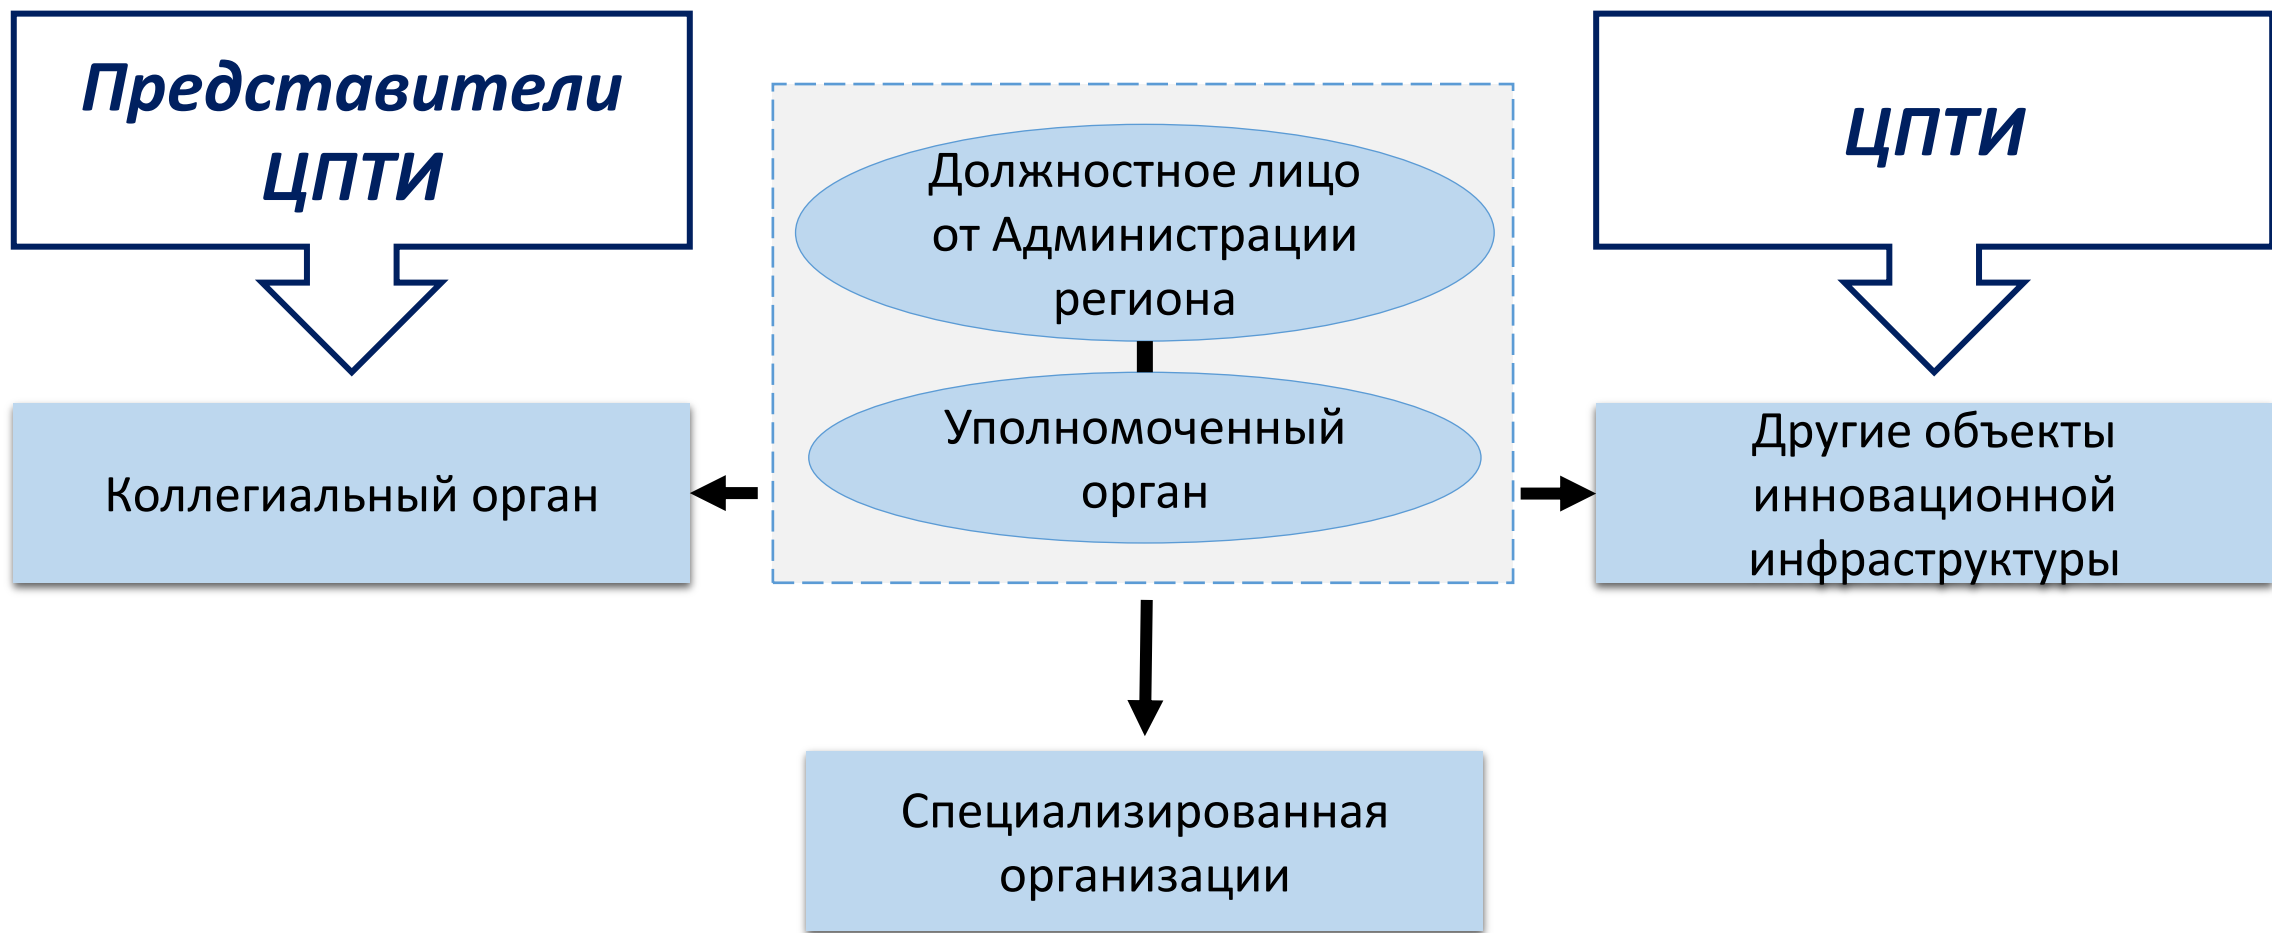 Представители
ЦПТИ
Должностное лицо
от Администрации
региона
ЦПТИ
Коллегиальный орган
Уполномоченный
орган
Другие объекты
инновационной
инфраструктуры
Специализированная
организации